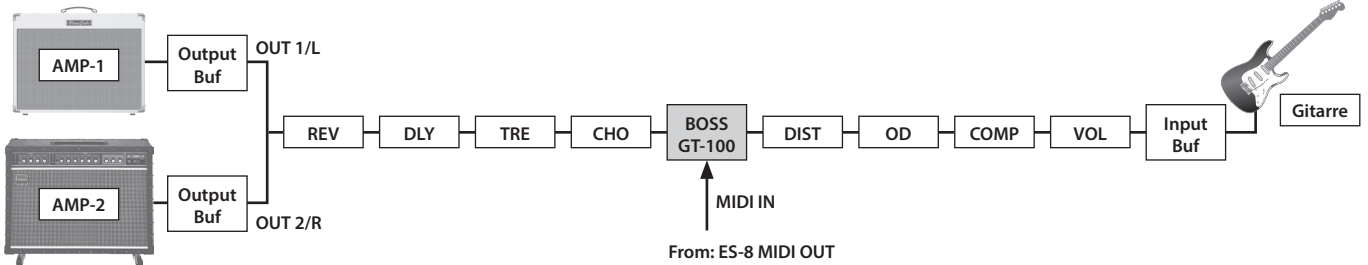 AMP-1
Output
Buf
OUT 1/L
REV
DLY
TRE
CHO
BOSS
GT-100
DIST
OD
COMP
VOL
Input
Buf
Gitarre
AMP-2
Output
Buf
OUT 2/R
MIDI IN
From: ES-8 MIDI OUT